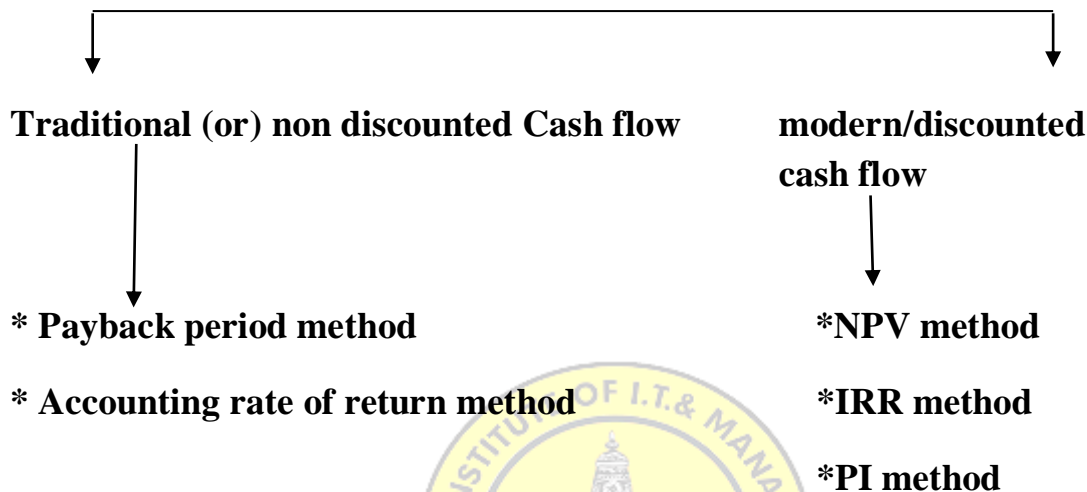 Traditional (or) non discounted Cash flow
modern/discounted
cash flow
* Payback period method
* Accounting rate of return method
*NPV method
*IRR method
*PI method
OF I.T.&